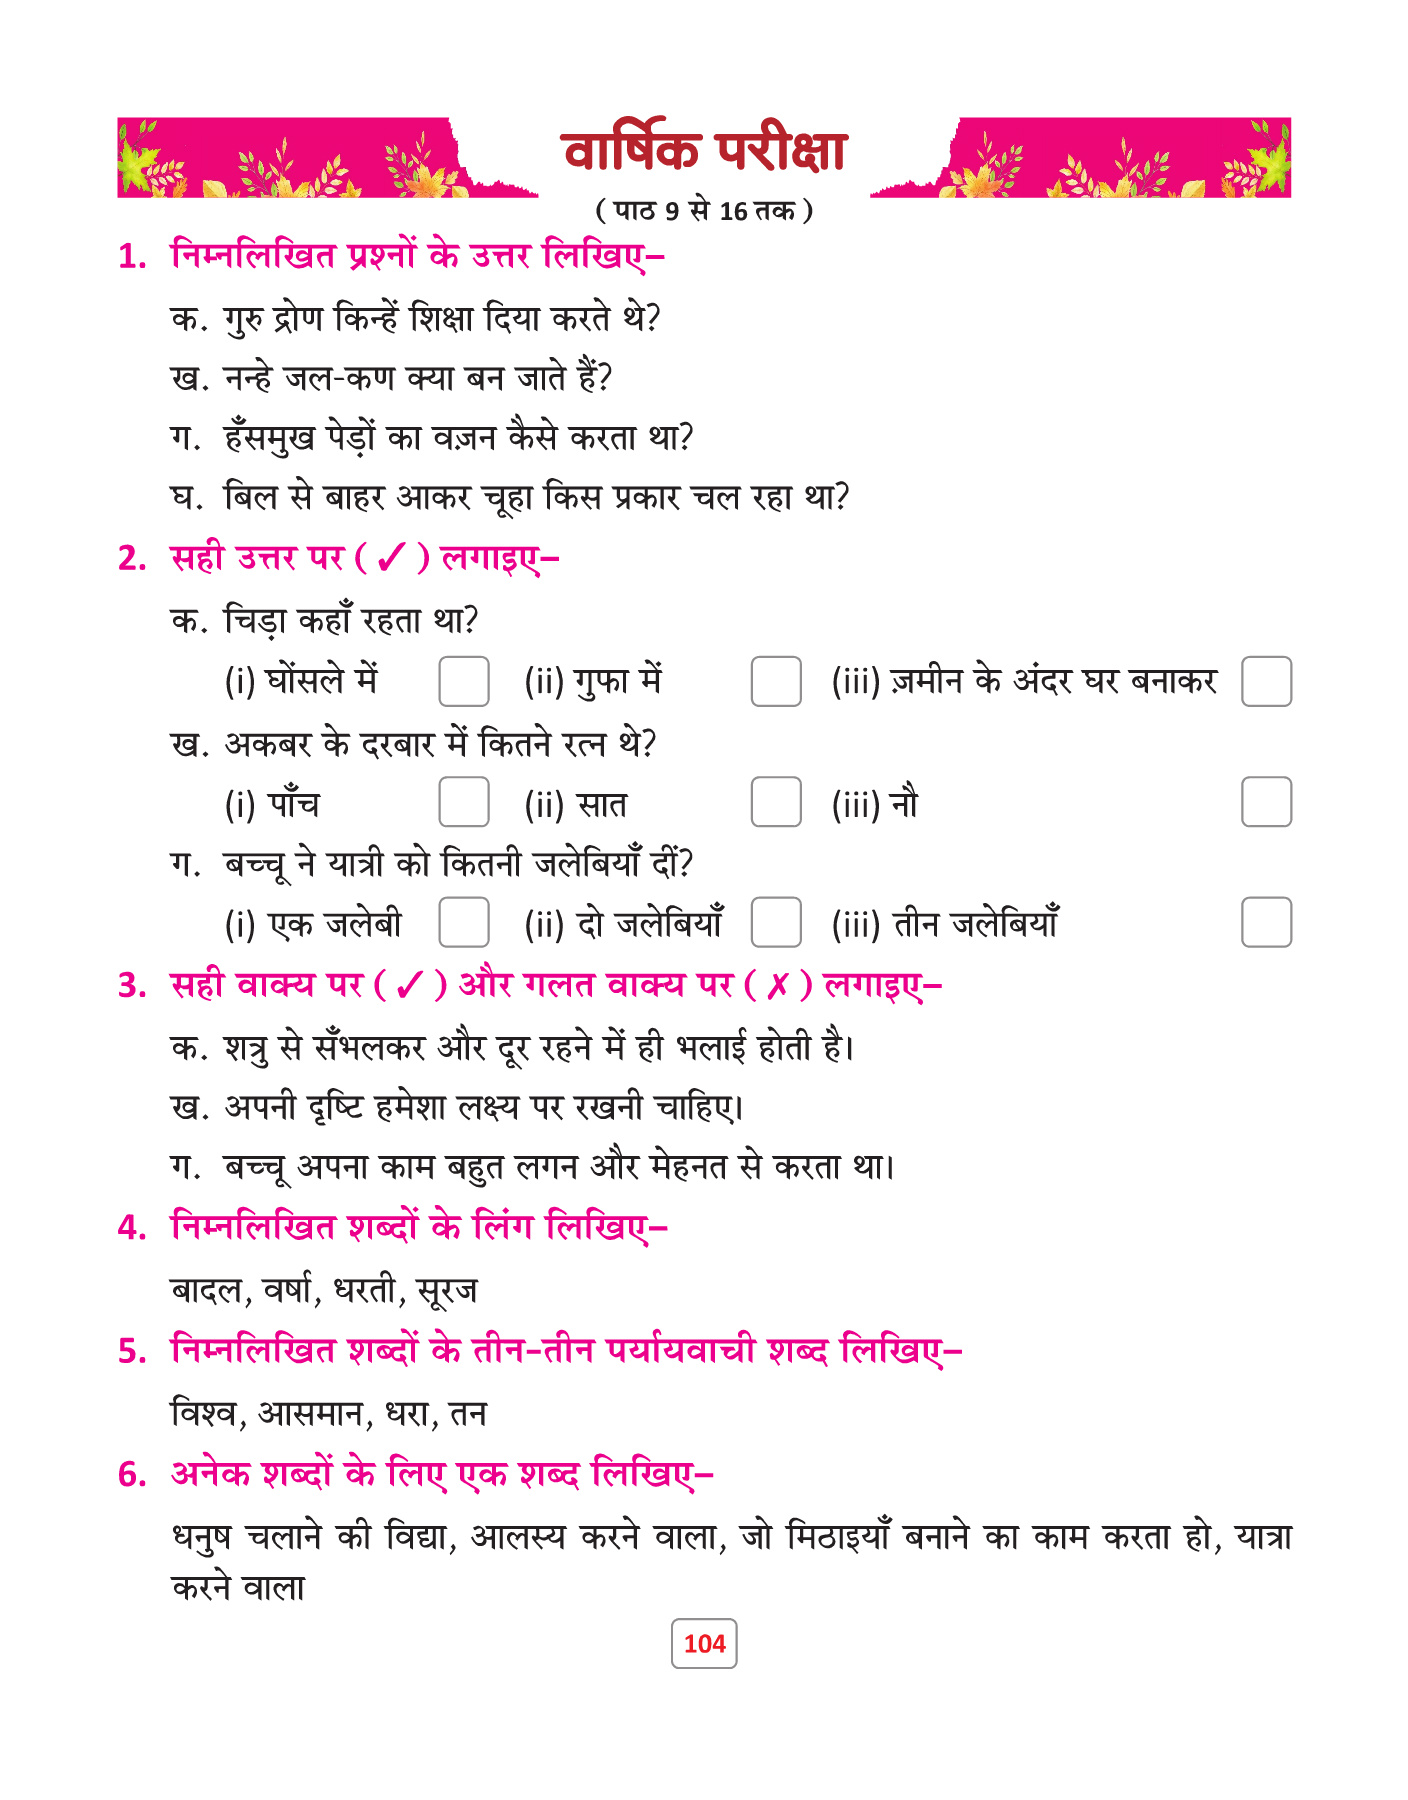 वार्षिक परीक्षा
( पाठ 9 से 16 तक )
1. निम्नलिखित प्रश्नों के उत्तर लिखिए–
क. गुरु द्रोण किन्हें शिक्षा दिया करते थे?
ख. नन्हे जल-कण क्या बन जाते हैं?
ग. हँसमुख पेड़ों का वज़न कैसे करता था?
घ. बिल से बाहर आकर चूहा किस प्रकार चल रहा था?
2. सही उत्तर पर ( ✓ ) लगाइए–
क. चिड़ा कहाँ रहता था?
(i) घोंसले में (ii) गुफा में (iii) ज़मीन के अंदर घर बनाकर
ख. अकबर के दरबार में कितने रत्न थे?
(i) पाँच (ii) सात (iii) नौ
ग. बच्चू ने यात्री को कितनी जलेबियाँ दीं?
(i) एक जलेबी (ii) दो जलेबियाँ (iii) तीन जलेबियाँ
3. सही वाक्य पर ( ✓ ) और गलत वाक्य पर ( ✗ ) लगाइए–
क. शत्रु से सँभलकर और दूर रहने में ही भलाई होती है।
ख. अपनी दृष्टि हमेशा लक्ष्य पर रखनी चाहिए।
ग. बच्चू अपना काम बहुत लगन और मेहनत से करता था।
4. निम्नलिखित शब्दों के लिंग लिखिए–
बादल, वर्षा, धरती, सूरज
5. निम्नलिखित शब्दों के तीन-तीन पर्यायवाची शब्द लिखिए–
विश्व, आसमान, धरा, तन
6. अनेक शब्दों के लिए एक शब्द लिखिए–
धनुष चलाने की विद्या, आलस्य करने वाला, जो मिठाइयाँ बनाने का काम करता हो, यात्रा
करने वाला
104